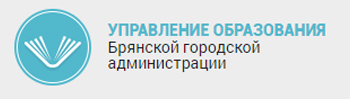 УПРАВЛЕНИЕ ОБРАЗОВАНИЯ
Брянской городской
администрации